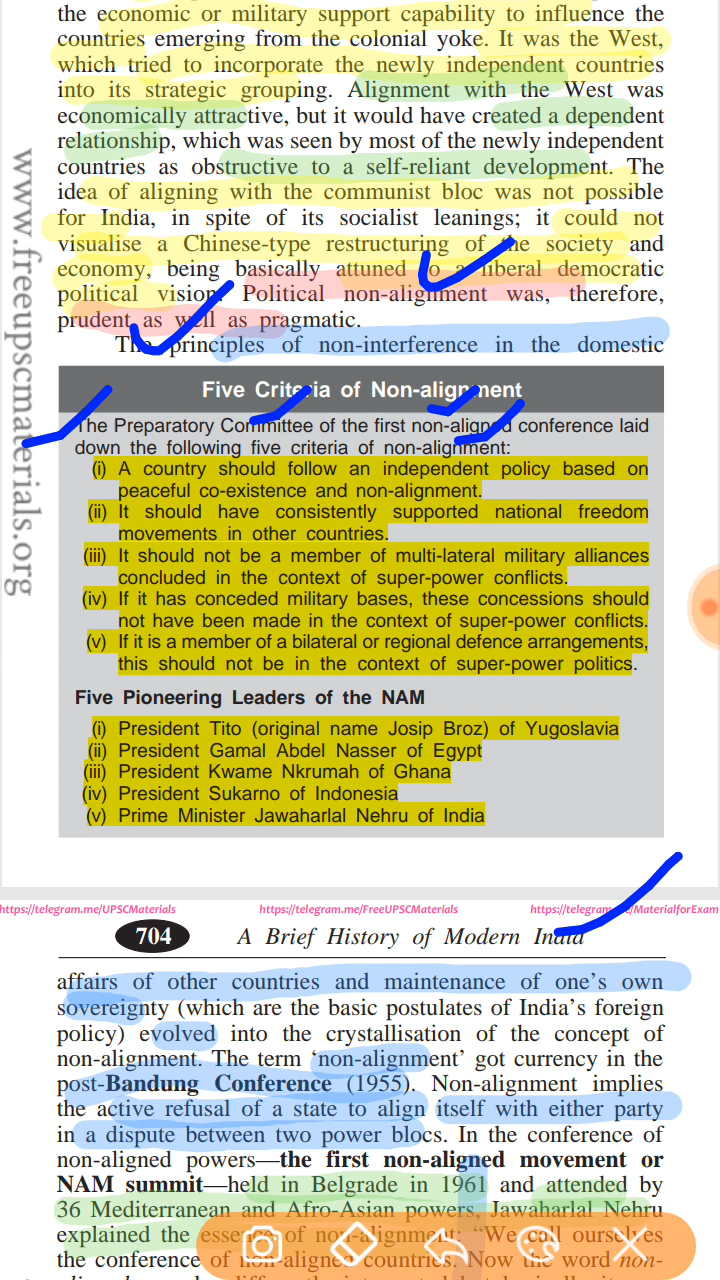 the economic or military support capability to influence the
countries emerging from the colonial yoke. It was the West,
which tried to incorporate the newly independent countries
into its strategic grouping. Alignment with the West was
economically attractive, but it would have created a dependent
relationship, which was seen by most of the newly independent
countries as obstructive to a self-reliant development. The
idea of aligning with the communist bloc was not possible
for India, in spite of its socialist leanings; it could not
visualise a Chinese-type restructuring of the society and
economy, being basically attuned to a liberal democratic
political vision. Political non-alignment was, therefore,
prudent as well as pragmatic.
The principles of non-interference in the domestic
www.freeupscmaterials.org
Five Criteria of Non-alignment
The Preparatory Committee of the first non-aligned conference laid
down the following five criteria of non-alignment:
(i) A country should follow an independent policy based on
peaceful co-existence and non-alignment.
(ii) It should have consistently supported national freedom
movements in other countries.
(iii) It should not be a member of multi-lateral military alliances
concluded in the context of super-power conflicts.
(iv) If it has conceded military bases, these concessions should
not have been made in the context of super-power conflicts.
(v) If it is a member of a bilateral or regional defence arrangements,
this should not be in the context of super-power politics.
Five Pioneering Leaders of the NAM
(i) President Tito (original name Josip Broz) of Yugoslavia
(ii) President Gamal Abdel Nasser of Egypt
(iii) President Kwame Nkrumah of Ghana
(iv) President Sukarno of Indonesia
(v) Prime Minister Jawaharlal Nehru of India
https://telegram.me/UPSCMaterials https://telegram.me/FreeUPSCMaterials https://telegram.me/MaterialforExam
704 A Brief History of Modern India
affairs of other countries and maintenance of one's own
sovereignty (which are the basic postulates of India's foreign
policy) evolved into the crystallisation of the concept of
non-alignment. The term 'non-alignment' got currency in the
post-Bandung Conference (1955). Non-alignment implies
the active refusal of a state to align itself with either party
in a dispute between two power blocs. In the conference of
non-aligned powers—the first non-aligned movement or
NAM summit—held in Belgrade in 1961 and attended by
36 Mediterranean and Afro-Asian powers, Jawaharlal Nehru
explained the essence of non-alignment: "We call ourselves
the conference of non-aligned countries. Now the word non-